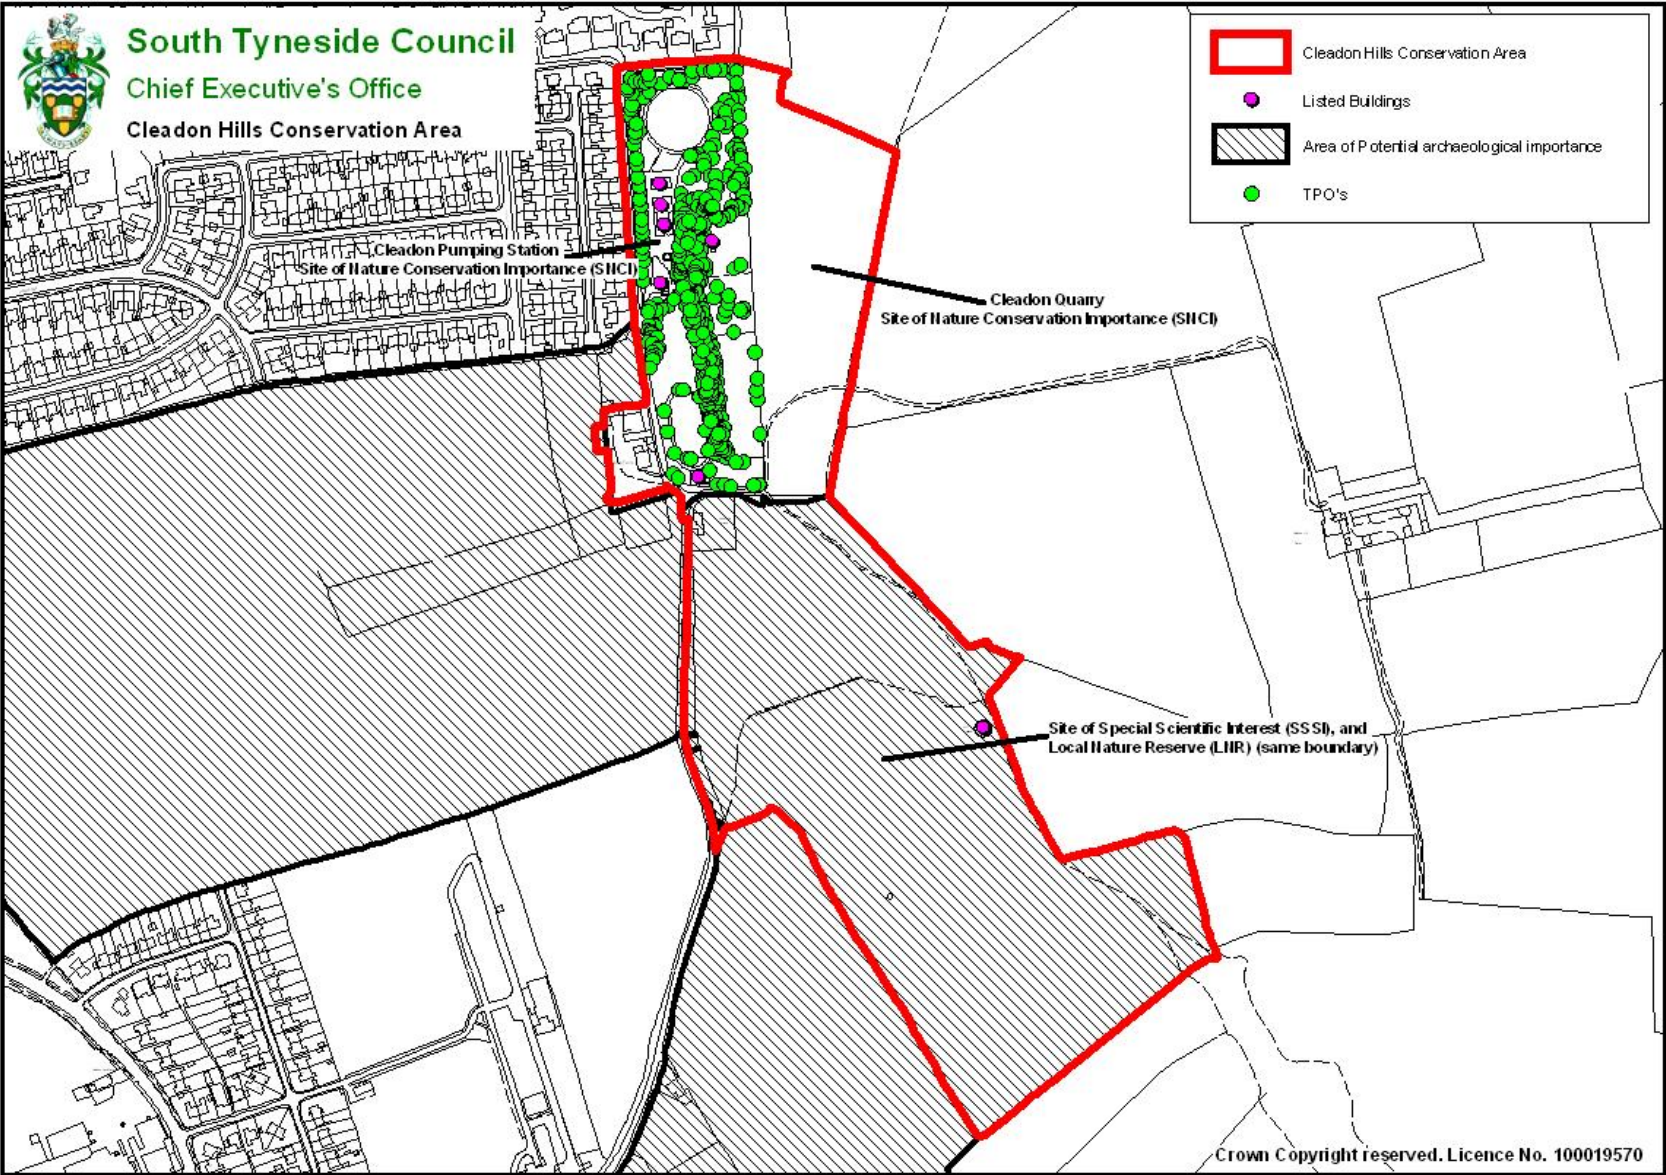 South Tyneside Council
Chief Executive's Office
Cleadon Hills Conservation Area
Cleadon Hills Conservation Area
Listed Buildings
Area of Potential archaeological importance
TPO's
Cleadon Pumping Station
Site of Nature Conservation Importance (SNCI)
Cleadon Quarry
Site of Nature Conservation Importance (SNCI)
Site of Special Scientific Interest (SSSI), and
Local Nature Reserve (LNR) (same boundary)
Crown Copyright reserved. Licence No. 100019570